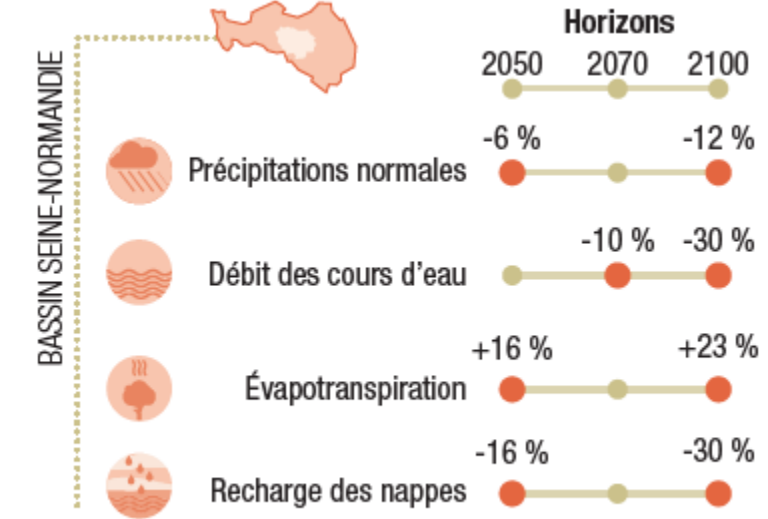 Horizons
2050 2070 2100
BASSIN SEINE-NORMANDIE
-6 % -12 %
Précipitations normales
-10 % -30 %
Débit des cours d’eau
+16 % +23 %
Évapotranspiration
-16 % -30 %
Recharge des nappes